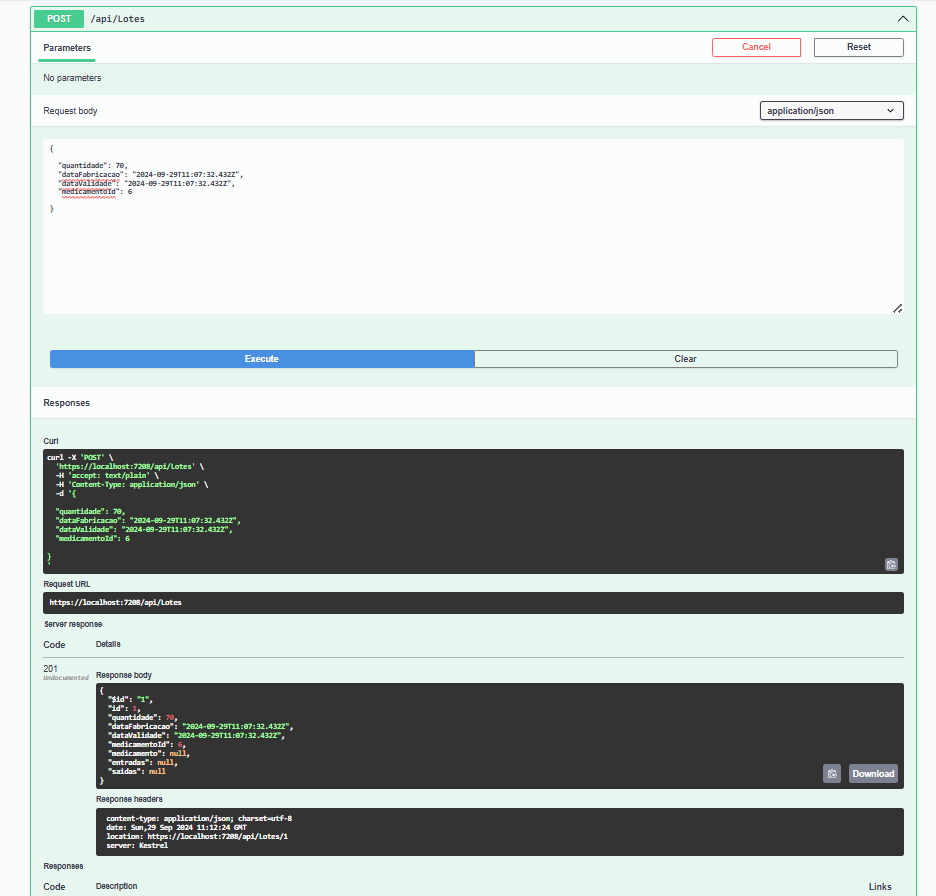 POST /api/Lotes
Parameters
Cancel
Reset
No parameters
Request body
application/json
{
"quantidade": 70,
"dataFabricacao": "2024-09-29T11:07:32.432Z",
"dataValidade": "2024-09-29T11:07:32.432Z",
"medicamentoId": 6
}
Execute
Clear
Responses
Curl
curl -X 'POST' \
'https://localhost:7208/api/Lotes' \
-H 'accept: text/plain' \
-H 'Content-Type: application/json' \
-d '{
"quantidade": 70,
"dataFabricacao": "2024-09-29T11:07:32.432Z",
"dataValidade": "2024-09-29T11:07:32.432Z",
"medicamentoId": 6
}
'
Request URL
https://localhost:7208/api/Lotes
Server response
Code Details
201
Undocumented
Response body
{
"$id": "1",
"id": 1,
"quantidade": 70,
"dataFabricacao": "2024-09-29T11:07:32.432Z",
"dataValidade": "2024-09-29T11:07:32.432Z",
"medicamentoId": 6,
"medicamento": null,
"entradas": null,
"saidas": null
}
Download
Response headers
content-type: application/json; charset=utf-8
date: Sun,29 Sep 2024 11:12:24 GMT
location: https://localhost:7208/api/Lotes/1
server: Kestrel
Responses
Code Description Links